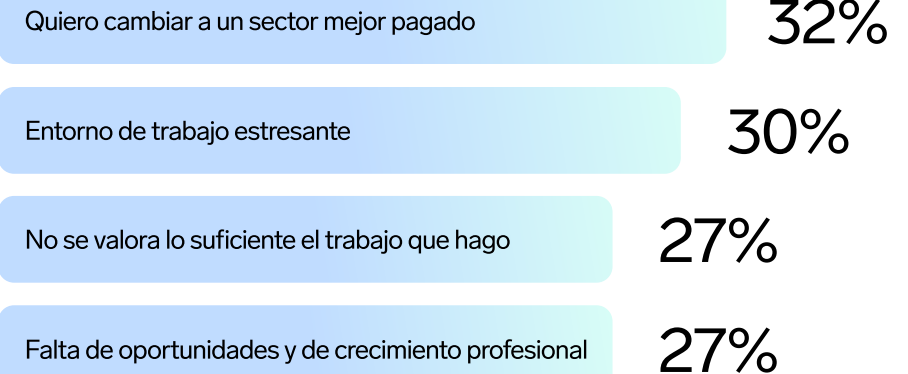 Quiero cambiar a un sector mejor pagado 32%
Entorno de trabajo estresante 30%
No se valora lo suficiente el trabajo que hago 27%
Falta de oportunidades y de crecimiento profesional 27%